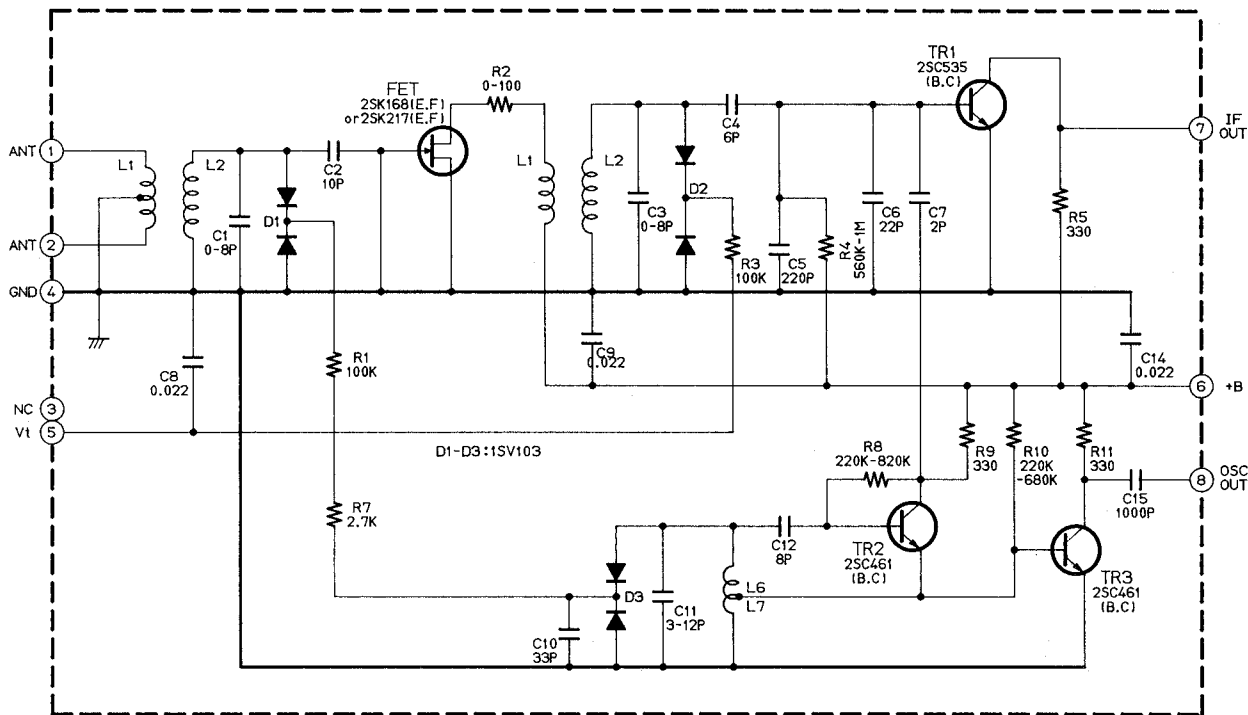 TR1
2SC535
(B.C)
R2
0-100
FET
2SK168(E.F)
or2SK217(E.F)
C4
6P
7
IF
OUT
ANT 1
L1
L2
C2
10P
L1
L2
D1
C1
0-8P
C3
0-8P
D2
R3
100K
C5
220P
R4
560K-1M
C6
22P
C7
2P
R5
330
ANT 2
GND 4
C8
0.022
R1
100K
C9
0.022
C14
0.022
6
+B
NC 3
Vt 5
D1-D3:1SV103
R8
220K-820K
R9
330
R10
220K
-680K
R11
330
8
OSC
OUT
C15
1000P
R7
2.7K
C12
8P
TR2
2SC461
(B.C)
TR3
2SC461
(B.C)
D3
C11
3-12P
L6
L7
C10
33P